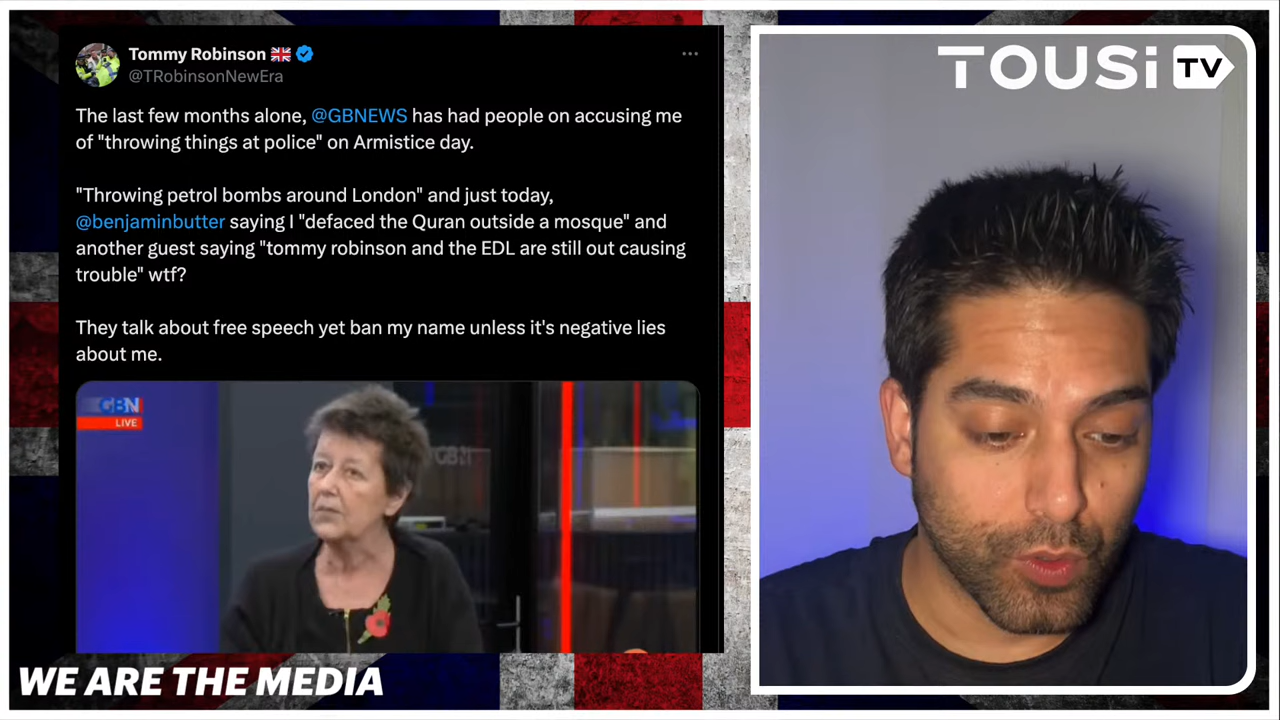 Tommy Robinson
@TRobinsonNewEra
The last few months alone, @GBNEWS has had people on accusing me
of "throwing things at police" on Armistice day.
"Throwing petrol bombs around London" and just today,
@benjaminbutter saying I "defaced the Quran outside a mosque" and
another guest saying "tommy robinson and the EDL are still out causing
trouble" wtf?
They talk about free speech yet ban my name unless it's negative lies
about me.
GBN
LIVE
WE ARE THE MEDIA
TOUSi TV